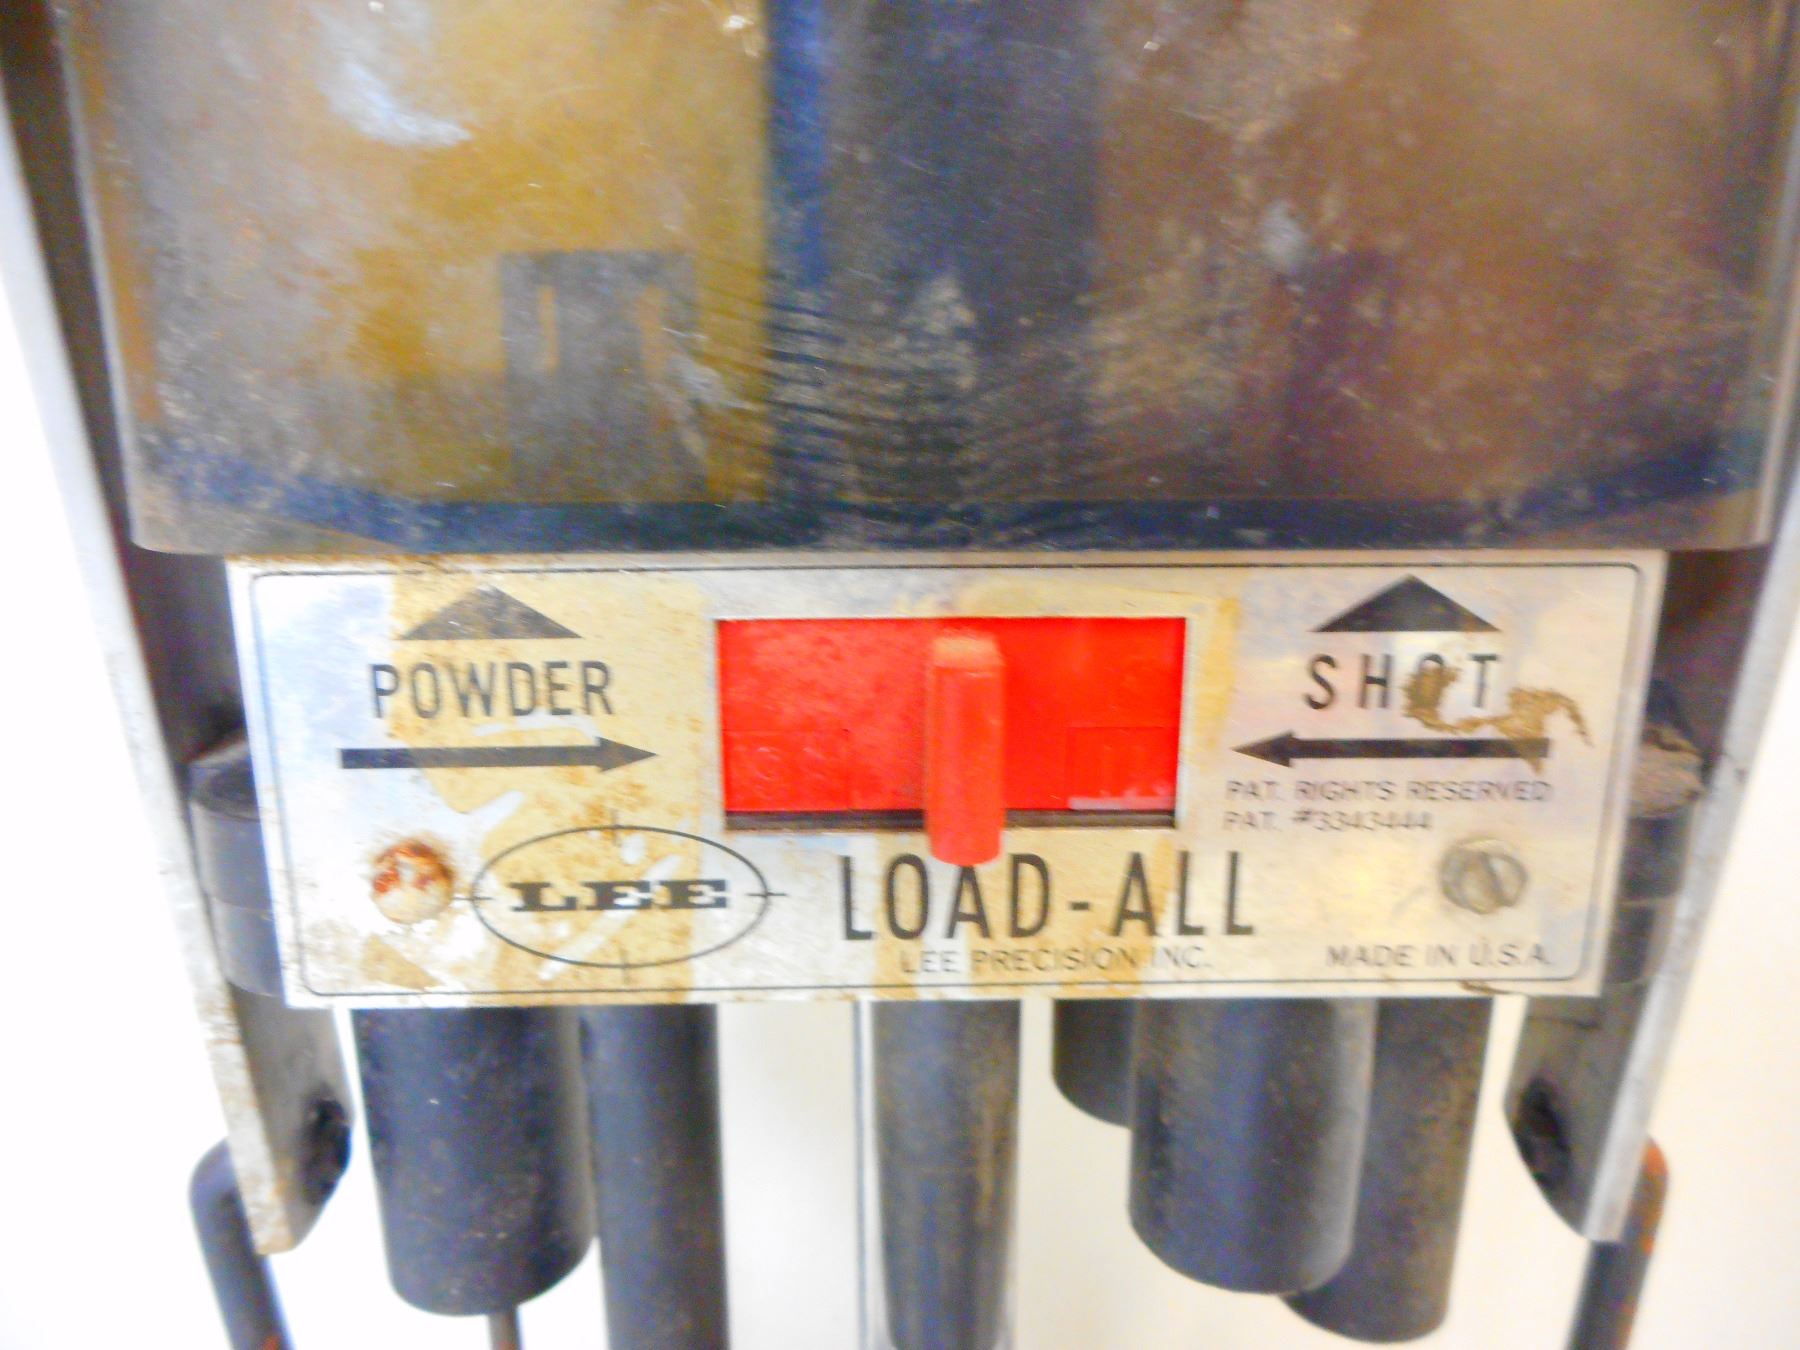 POWDER
SHOT
PAT. RIGHTS RESERVED
PAT. #3343444
LEE
LOAD-ALL
LEE PRECISION INC.
MADE IN U.S.A.